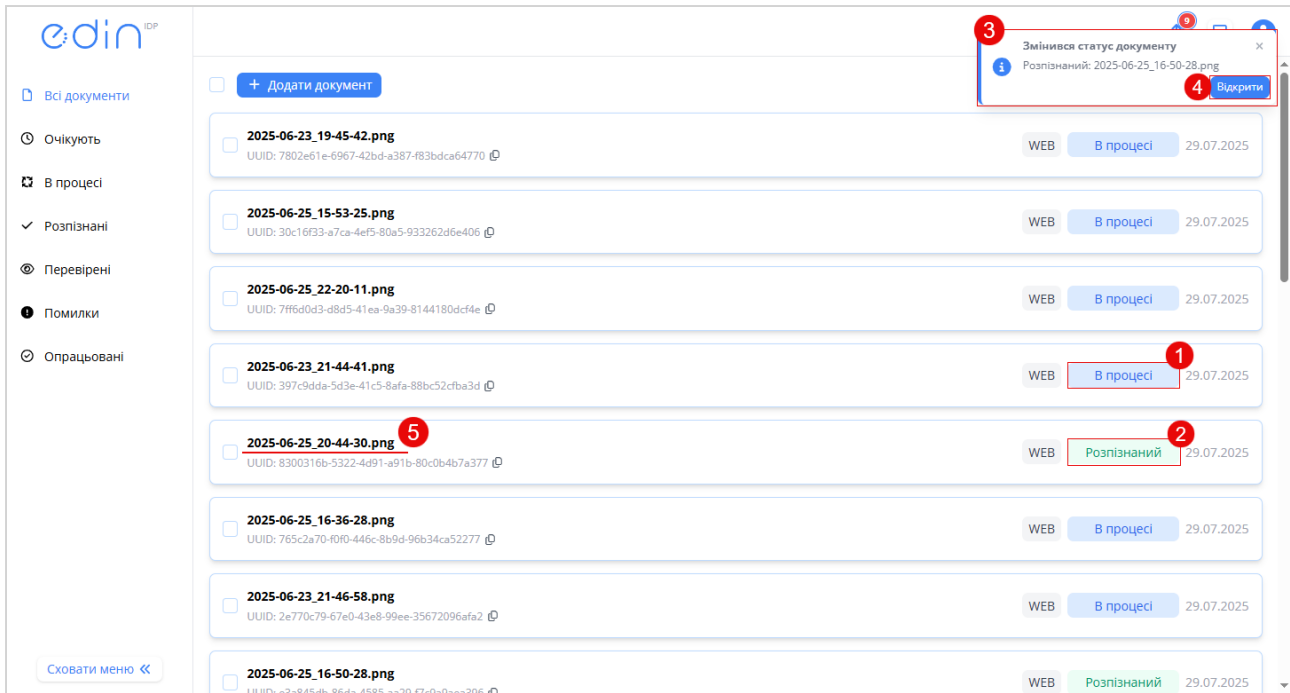 edin IDP
9
3
Змінився статус документу
Розпізнаний: 2025-06-25_16-50-28.png
4
Відкрити
Всі документи
Очікують
В процесі
Розпізнані
Перевірені
Помилки
Опрацьовані
Сховати меню
+ Додати документ
2025-06-23_19-45-42.png
UUID: 7802e61e-6967-42bd-a387-f83bdca64770
WEB В процесі 29.07.2025
2025-06-25_15-53-25.png
UUID: 30c16f33-a7ca-4ef5-80a5-933262d6e406
WEB В процесі 29.07.2025
2025-06-25_22-20-11.png
UUID: 7ff6d0d3-d8d5-41ea-9a39-8144180dcf4e
WEB В процесі 29.07.2025
2025-06-23_21-44-41.png
UUID: 397c9dda-5d3e-41c5-8afa-88bc52cfba3d
1
WEB В процесі 29.07.2025
2025-06-25_20-44-30.png 5
UUID: 8300316b-5322-4d91-a91b-80c0b4b7a377
2
WEB Розпізнаний 29.07.2025
2025-06-25_16-36-28.png
UUID: 765c2a70-f0f0-446c-8b9d-96b34ca52277
WEB В процесі 29.07.2025
2025-06-23_21-46-58.png
UUID: 2e770c79-67e0-43e8-99ee-35672096afa2
WEB В процесі 29.07.2025
2025-06-25_16-50-28.png
UUID:
WEB Розпізнаний 29.07.2025